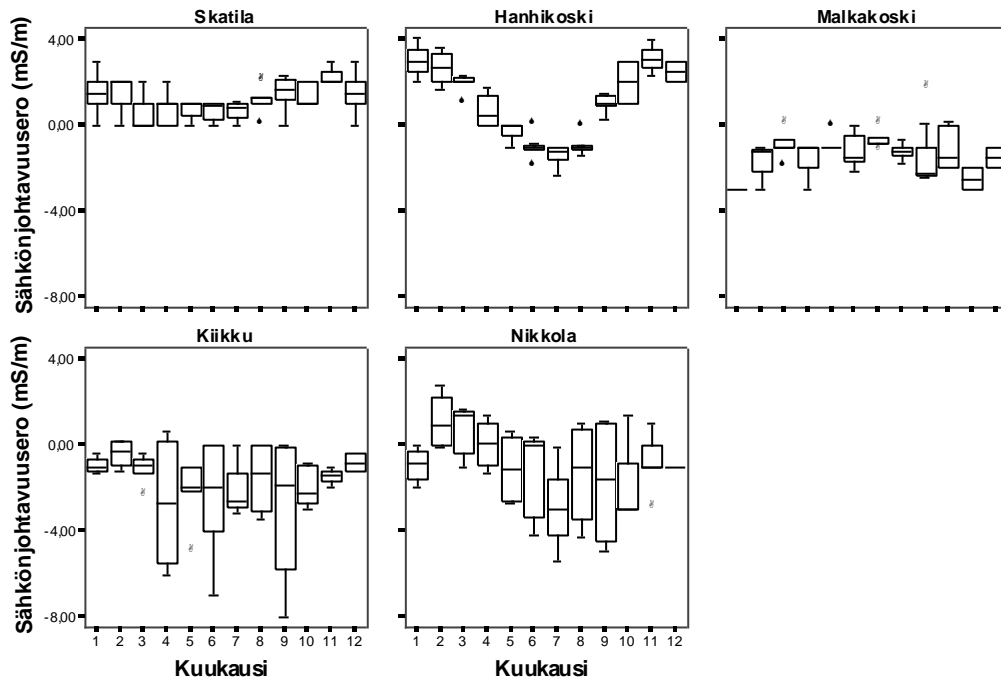 Skatila
Hanhikoski
Malkakoski
Sähkönjohtavuusero (mS/m)
4,00
0,00
-4,00
-8,00
Kiikku
Nikkola
Sähkönjohtavuusero (mS/m)
4,00
0,00
-4,00
-8,00
1 2 3 4 5 6 7 8 9 10 11 12
1 2 3 4 5 6 7 8 9 10 11 12
Kuukausi
Kuukausi